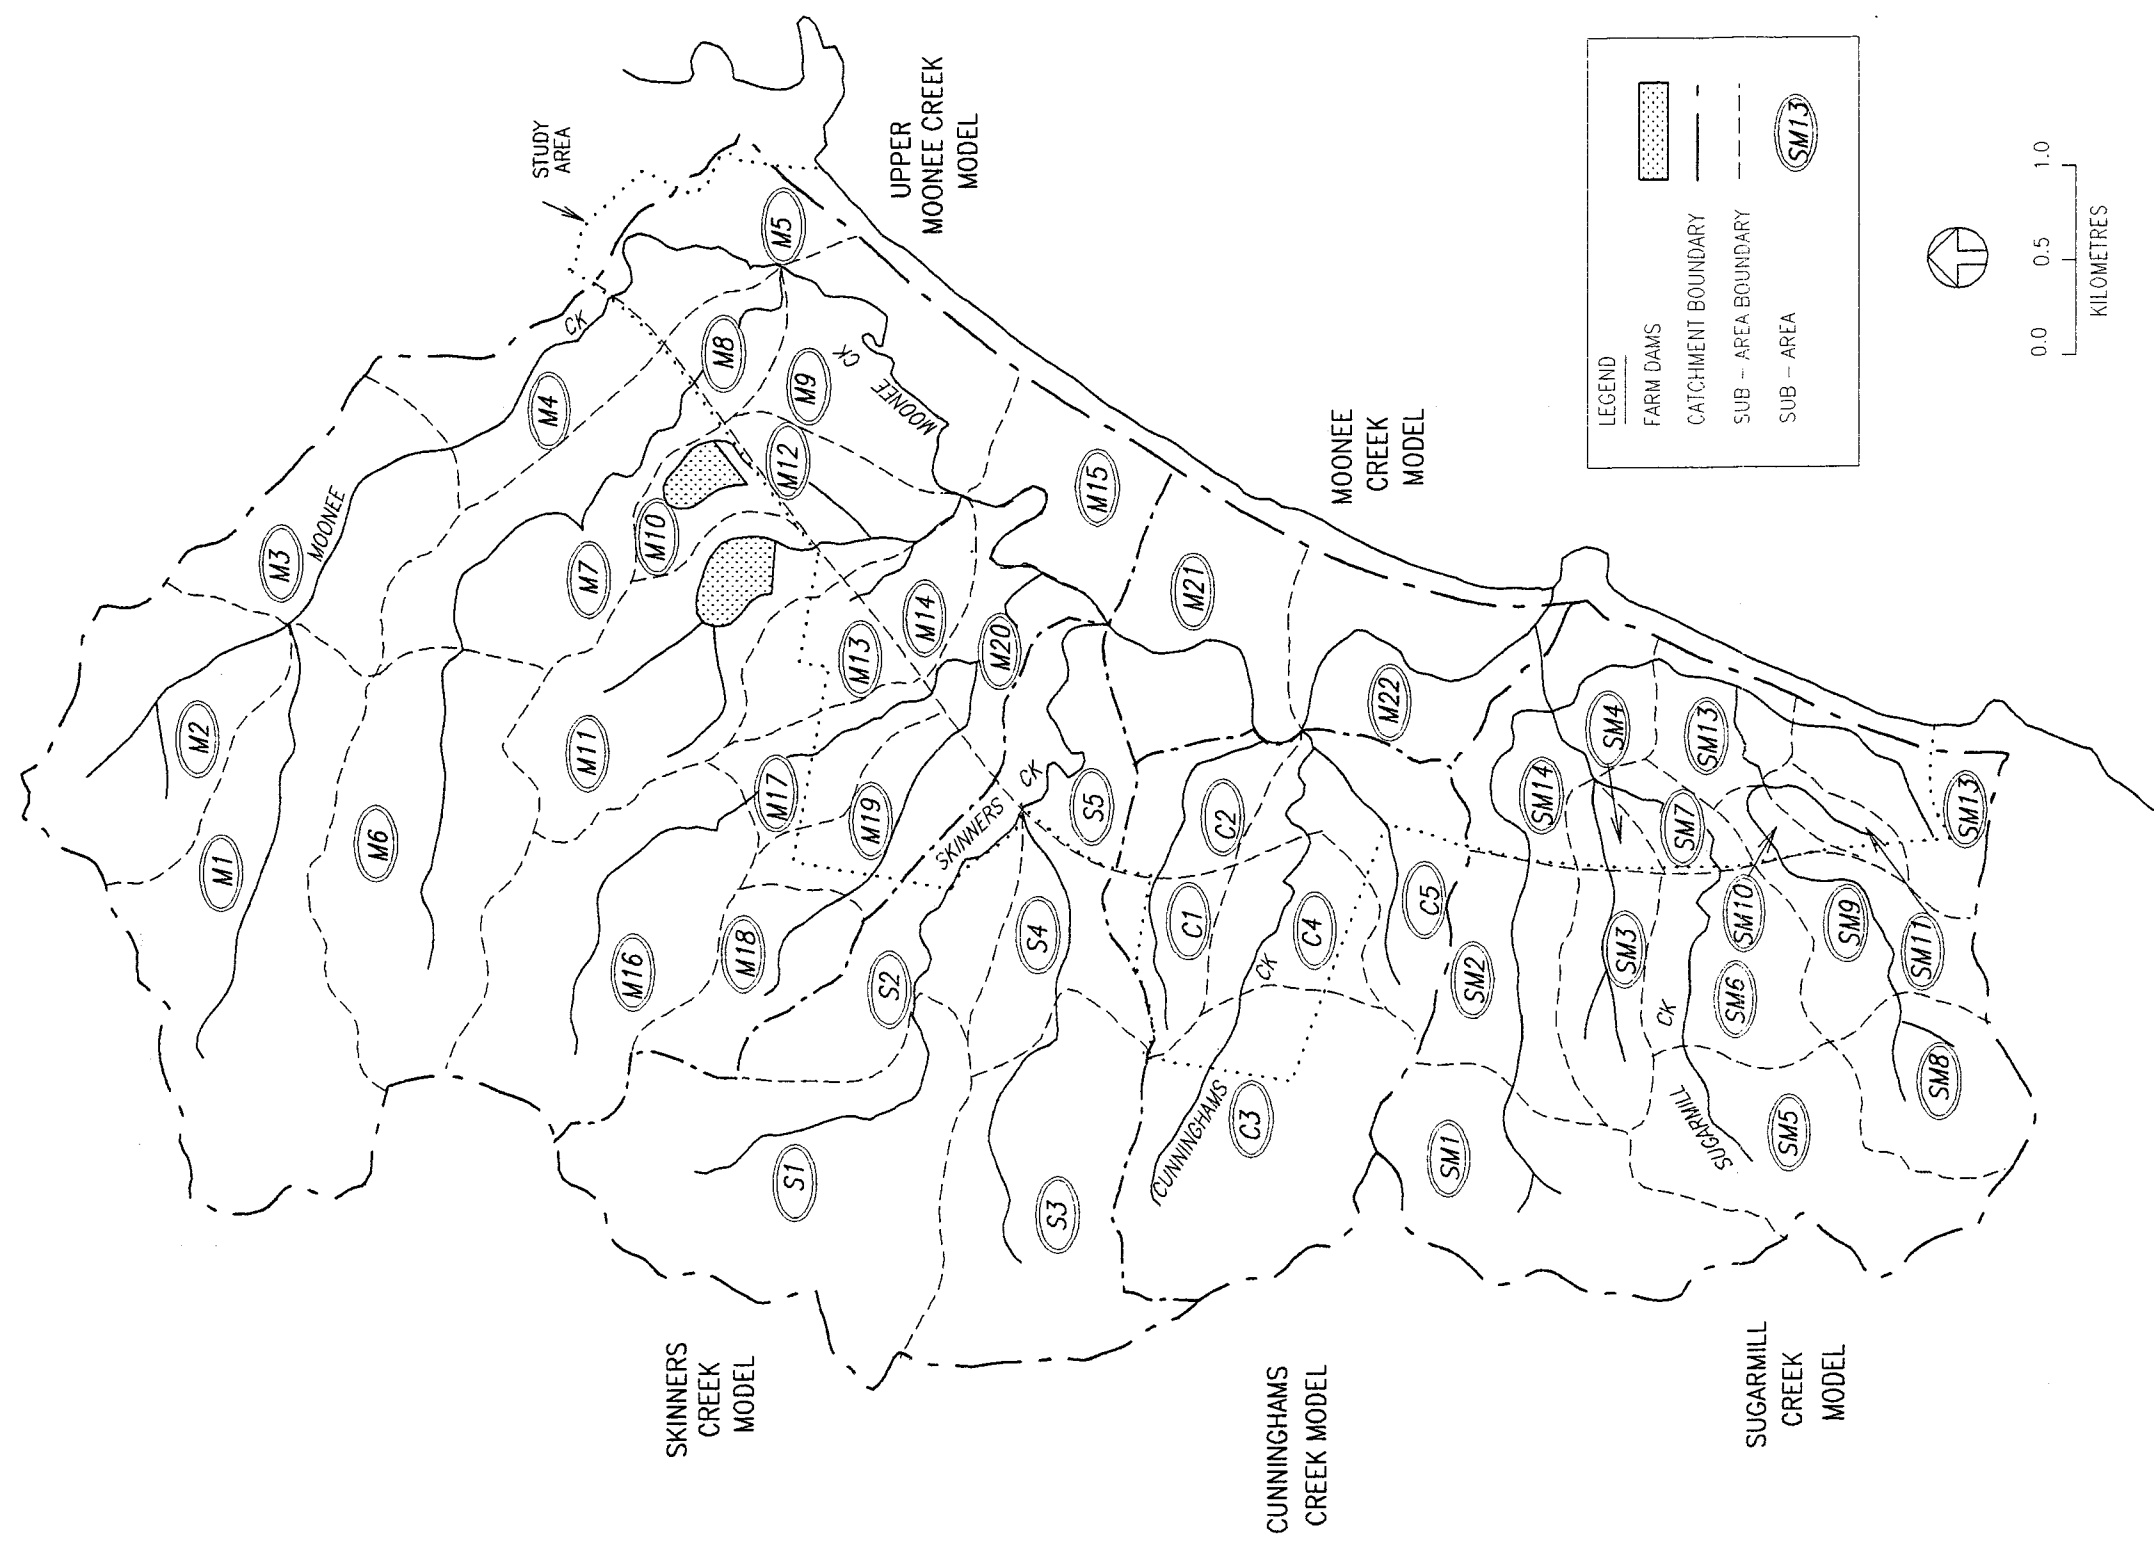 STUDY
AREA
UPPER
MOONEE CREEK
MODEL
MOONEE
CREEK
MODEL
SKINNERS
CREEK
MODEL
CUNNINGHAMS
CREEK MODEL
SUGARMILL
CREEK
MODEL
MOONEE
CK
MOONEE
CK
SKINNERS
CK
CUNNINGHAMS
CK
SUGARMILL
CK
M1
M2
M3
M4
M5
M6
M7
M8
M9
M10
M11
M12
M13
M14
M15
M16
M17
M18
M19
M20
M21
M22
S1
S2
S3
S4
S5
C1
C2
C3
C4
C5
SM1
SM2
SM3
SM4
SM5
SM6
SM7
SM8
SM9
SM10
SM11
SM13
SM13
SM14
LEGEND
FARM DAMS
CATCHMENT BOUNDARY
SUB - AREA BOUNDARY
SUB - AREA
SM13
0.0 0.5 1.0
KILOMETRES